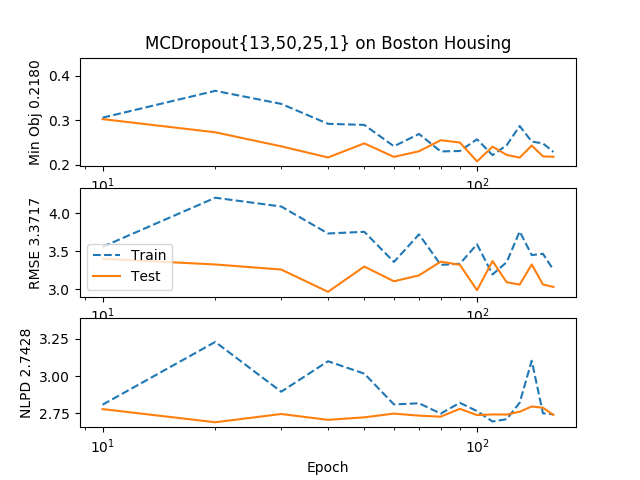 MCDropout{13,50,25,1} on Boston Housing
Min Obj 0.2180
0.4
0.3
0.2
10¹
10²
RMSE 3.3717
4.0
3.5
3.0
Train
Test
10¹
10²
NLPD 2.7428
3.25
3.00
2.75
10¹
10²
Epoch